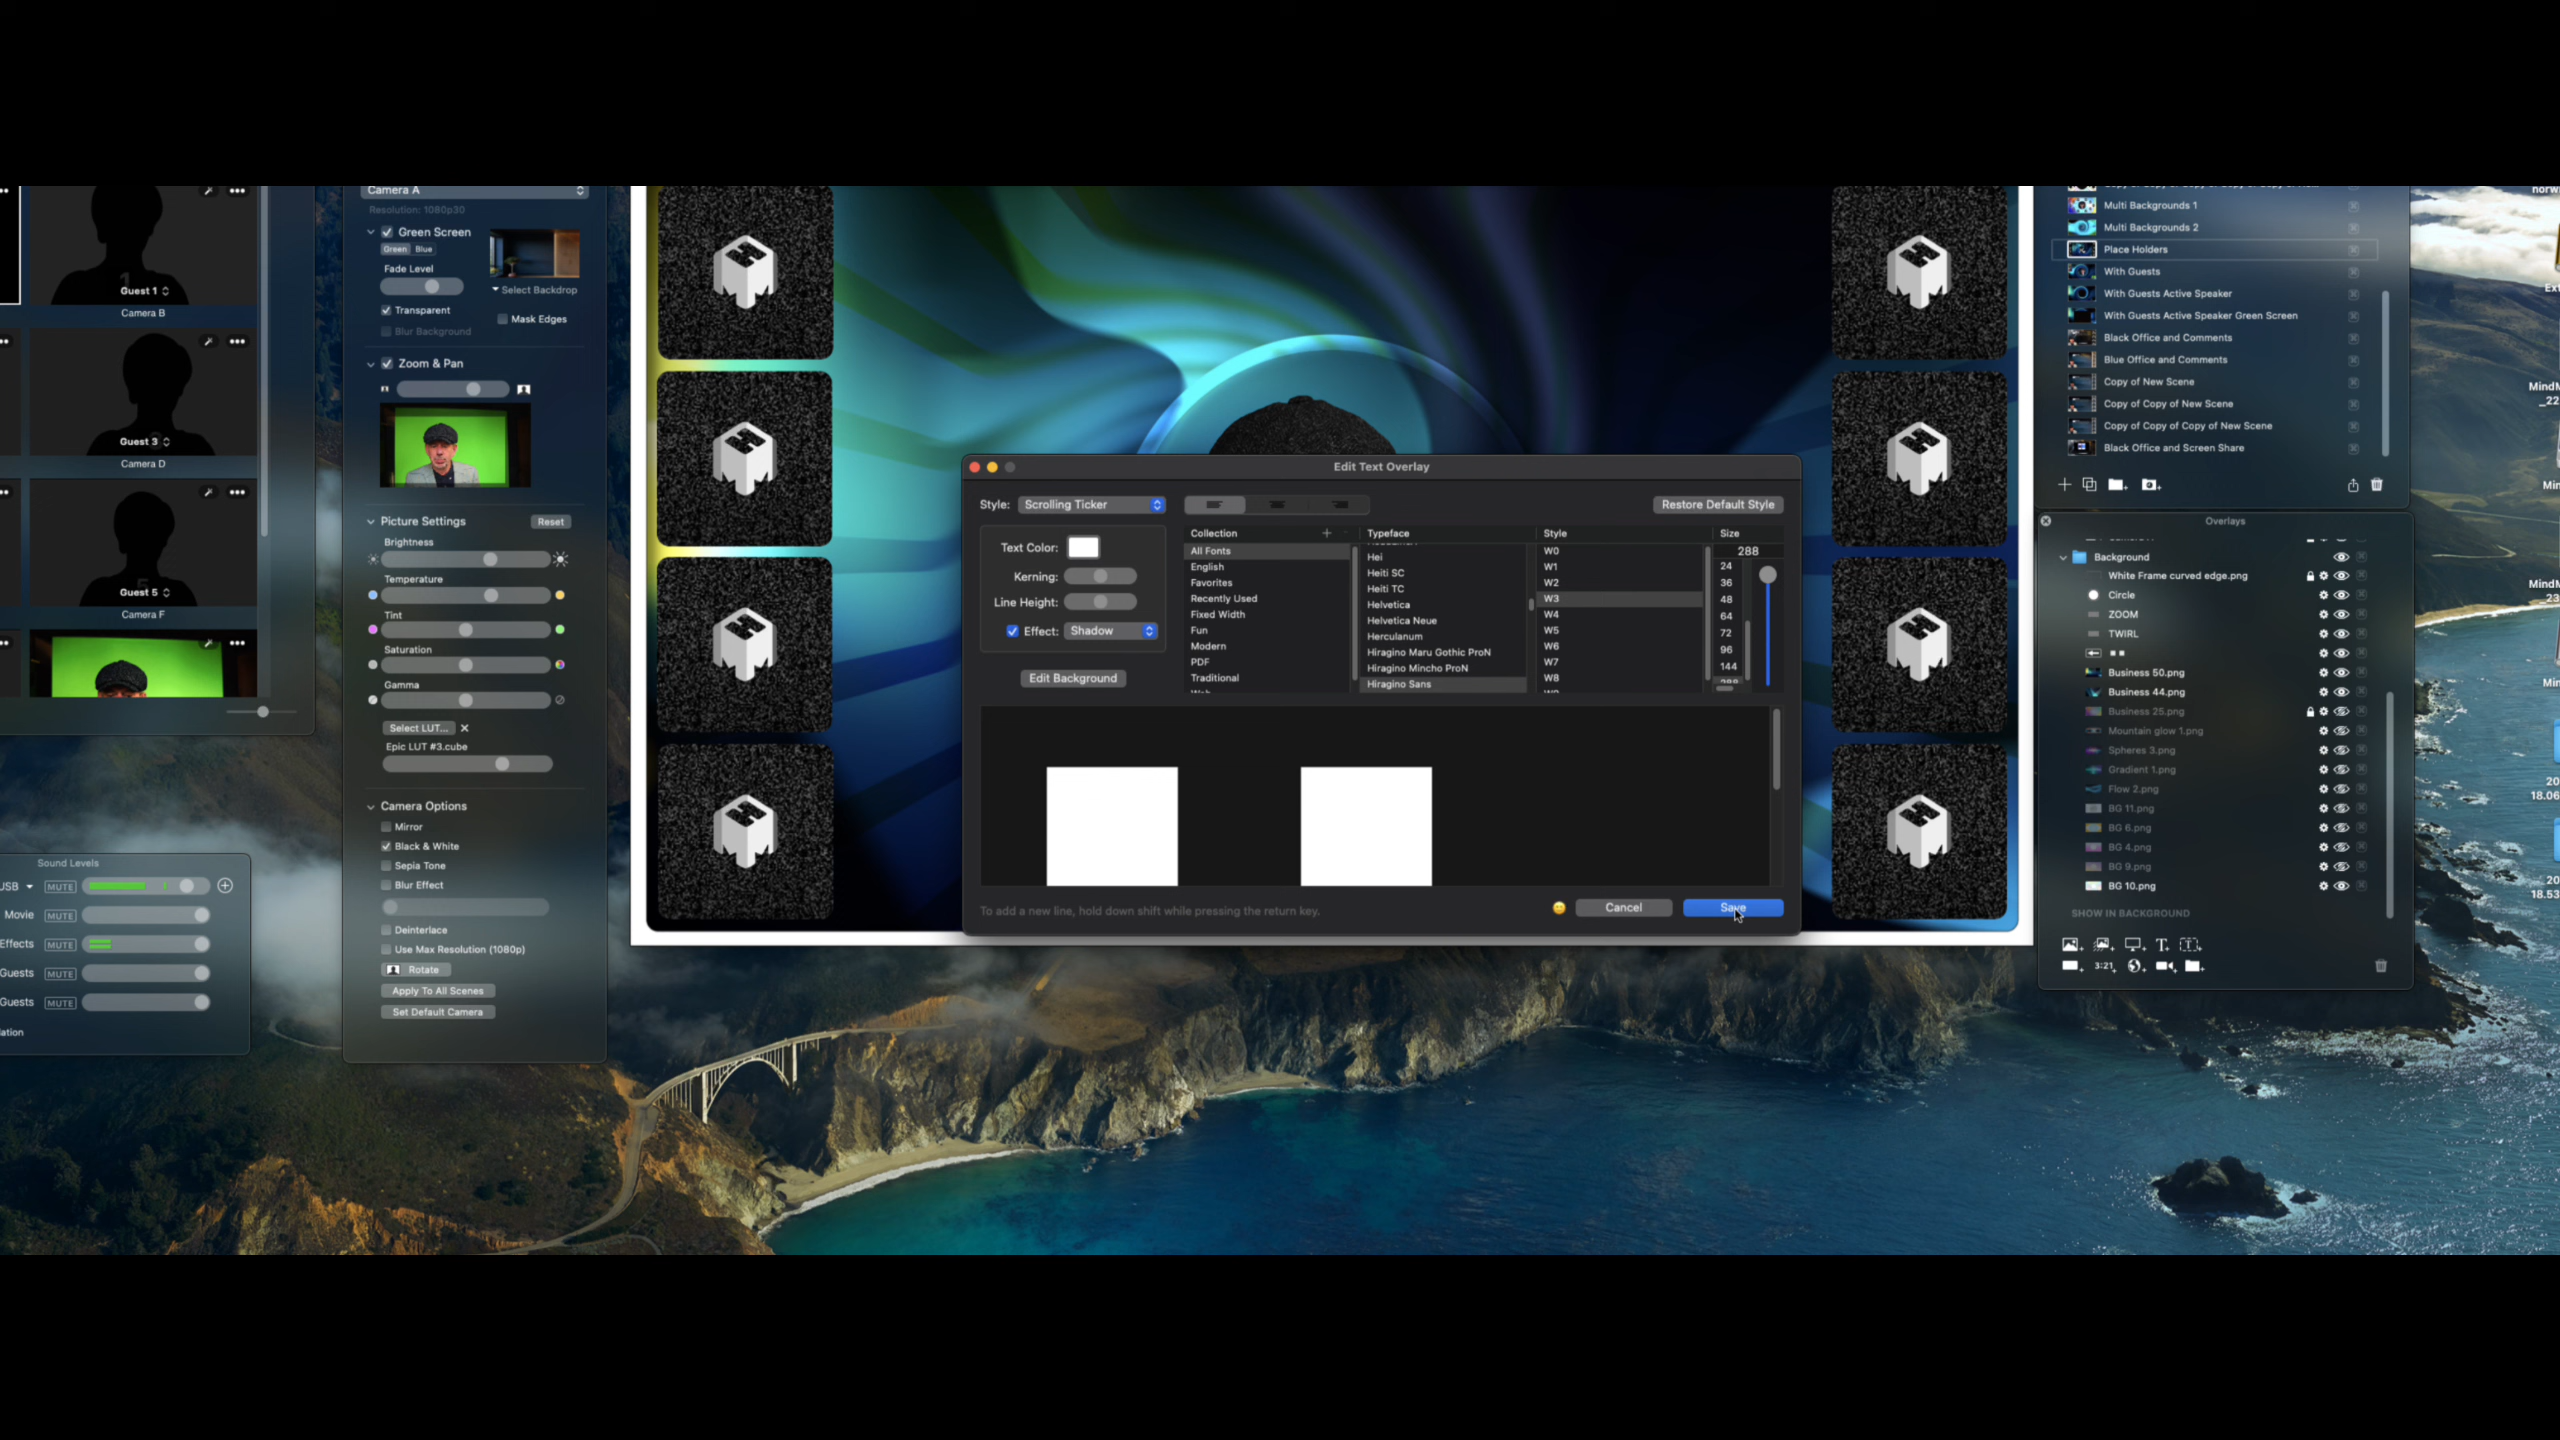 Guest 1
Camera B
Guest 3
Camera D
Guest 5
Camera F
Sound Levels
USB
MUTE
Movie
MUTE
Effects
MUTE
Guests
MUTE
Guests
MUTE
Camera A
Resolution: 1080p30
Green Screen
Green Blue
Fade Level
Select Backdrop
Transparent
Mask Edges
Blur Background
Zoom & Pan
Picture Settings
Reset
Brightness
Temperature
Tint
Saturation
Gamma
Select LUT...
Epic LUT #3.cube
Camera Options
Mirror
Black & White
Sepia Tone
Blur Effect
Deinterlace
Use Max Resolution (1080p)
Rotate
Apply To All Scenes
Set Default Camera
Edit Text Overlay
Style: Scrolling Ticker
Restore Default Style
Text Color:
Kerning:
Line Height:
Effect: Shadow
Edit Background
Collection
All Fonts
English
Favorites
Recently Used
Fixed Width
Fun
Modern
PDF
Traditional
Typeface
Hei
Heiti SC
Heiti TC
Helvetica
Helvetica Neue
Herculanum
Hiragino Maru Gothic ProN
Hiragino Mincho ProN
Hiragino Sans
Style
W0
W1
W2
W3
W4
W5
W6
W7
W8
Size
288
24
36
48
64
72
96
144
To add a new line, hold down shift while pressing the return key.
Cancel
Save
Multi Backgrounds 1
Multi Backgrounds 2
Place Holders
With Guests
With Guests Active Speaker
With Guests Active Speaker Green Screen
Black Office and Comments
Blue Office and Comments
Copy of New Scene
Copy of Copy of New Scene
Copy of Copy of Copy of New Scene
Black Office and Screen Share
Overlays
Background
White Frame curved edge.png
Circle
ZOOM
TWIRL
Business 50.png
Business 44.png
Business 25.png
Mountain glow 1.png
Spheres 3.png
Gradient 1.png
Flow 2.png
BG 11.png
BG 6.png
BG 4.png
BG 9.png
BG 10.png
SHOW IN BACKGROUND
3:21